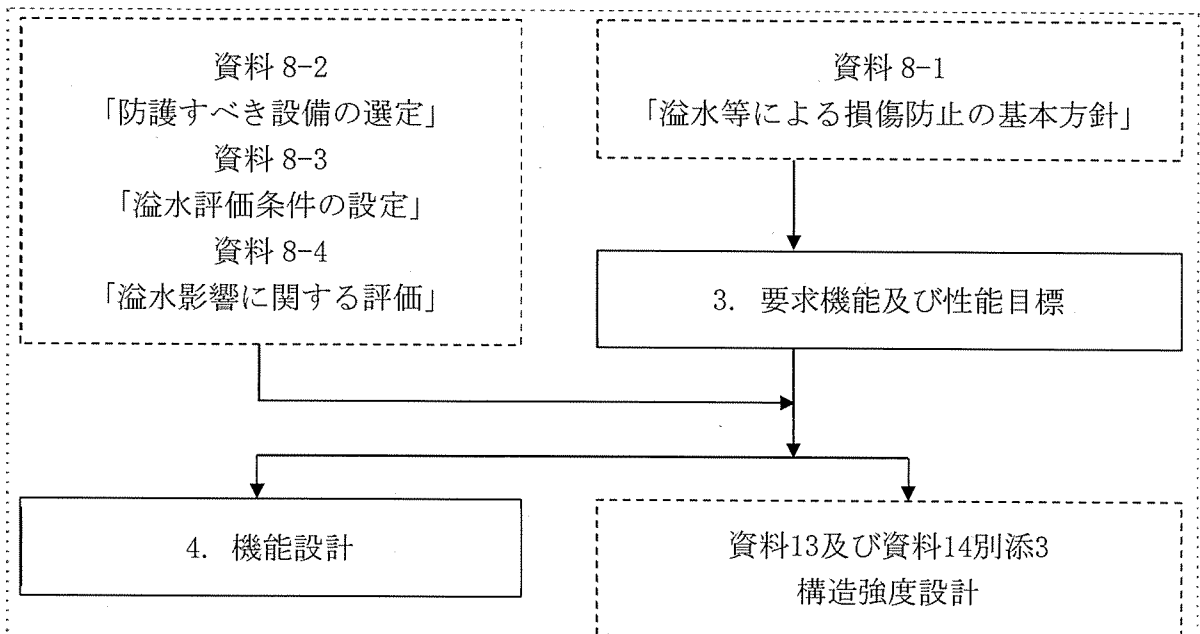 資料 8-2
「防護すべき設備の選定」
資料 8-3
「溢水評価条件の設定」
資料 8-4
「溢水影響に関する評価」
資料 8-1
「溢水等による損傷防止の基本方針」
3. 要求機能及び性能目標
4. 機能設計
資料13及び資料14別添3
構造強度設計